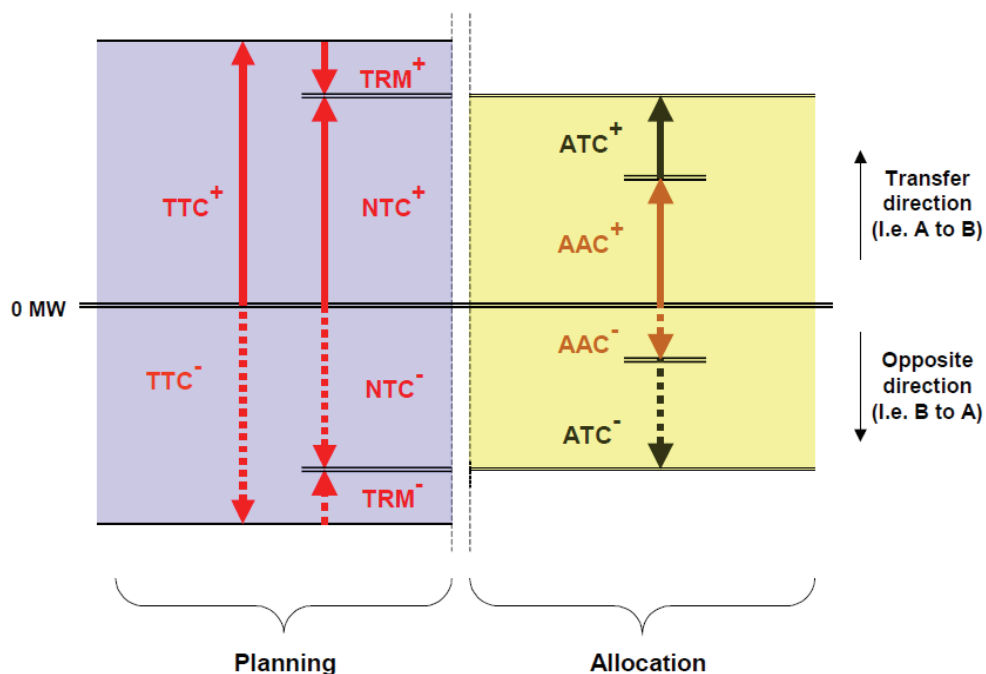 TRM+
ATC+
TTC+
NTC+
Transfer
direction
(I.e. A to B)
AAC+
0 MW
AAC-
TTC-
NTC-
Opposite
direction
(I.e. B to A)
ATC-
TRM-
Planning
Allocation